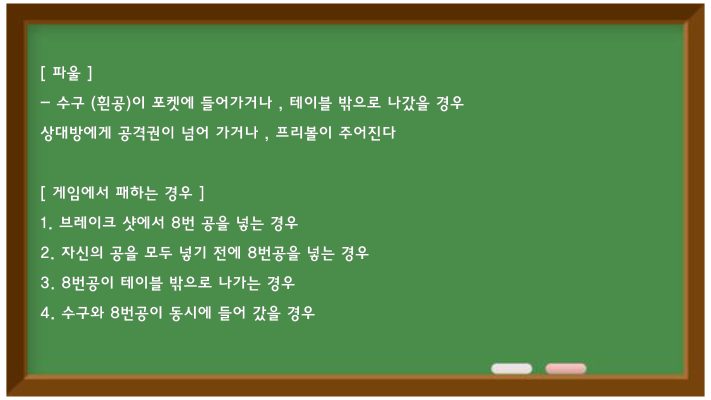 [ 파울 ]
- 수구 (흰공)이 포켓에 들어가거나 , 테이블 밖으로 나갔을 경우
상대방에게 공격권이 넘어 가거나 , 프리볼이 주어진다
[ 게임에서 패하는 경우 ]
1. 브레이크 샷에서 8번 공을 넣는 경우
2. 자신의 공을 모두 넣기 전에 8번공을 넣는 경우
3. 8번공이 테이블 밖으로 나가는 경우
4. 수구와 8번공이 동시에 들어 갔을 경우